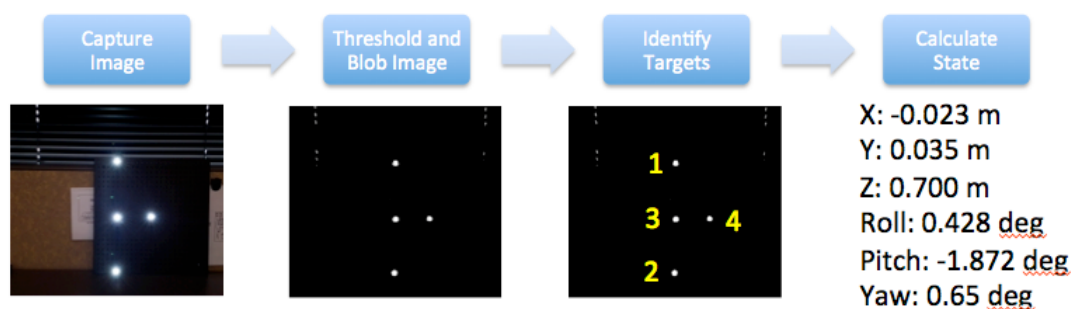 Capture
Image
Threshold and
Blob Image
Identify
Targets
Calculate
State
1
3
4
2
X: -0.023 m
Y: 0.035 m
Z: 0.700 m
Roll: 0.428 deg
Pitch: -1.872 deg
Yaw: 0.65 deg